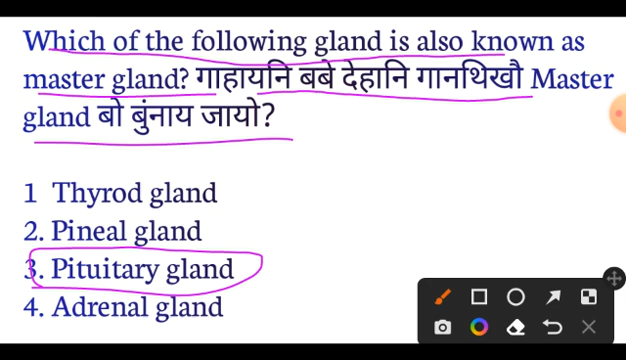 Which of the following gland is also known as
master gland? गाहायनि बबे देहानि गानथिखौ Master
gland बो बुंनाय जायो?
1 Thyrod gland
2. Pineal gland
3. Pituitary gland
4. Adrenal gland